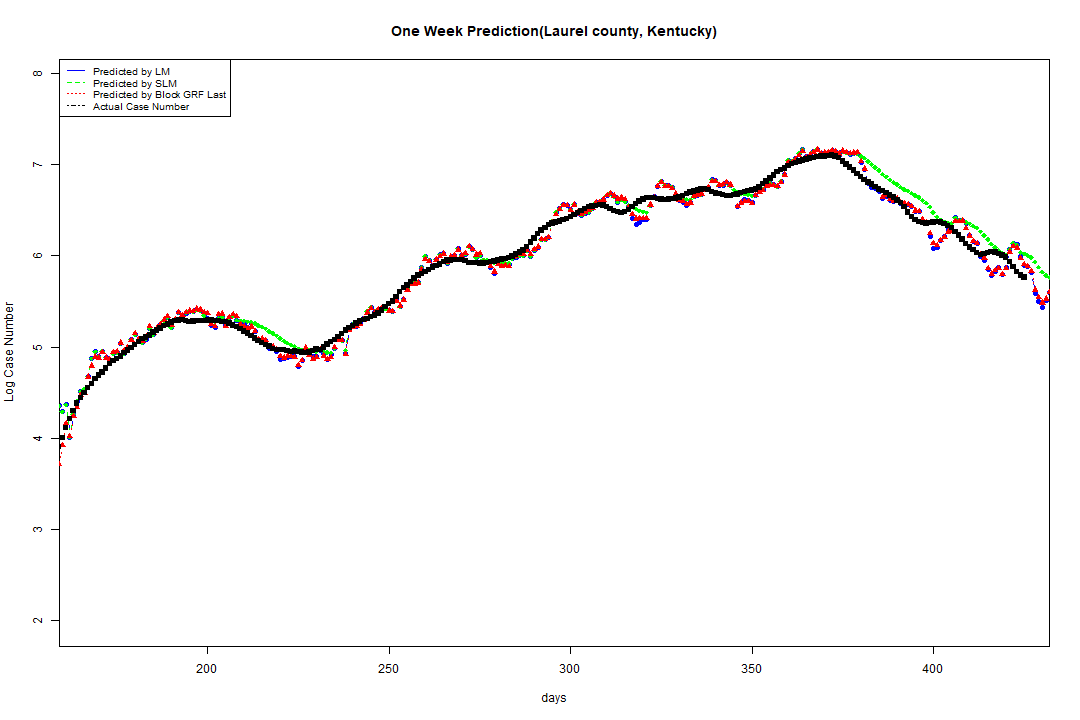 One Week Prediction(Laurel county, Kentucky)
Predicted by LM
Predicted by SLM
Predicted by Block GRF Last
Actual Case Number
Log Case Number
8
7
6
5
4
3
2
200 250 300 350 400
days